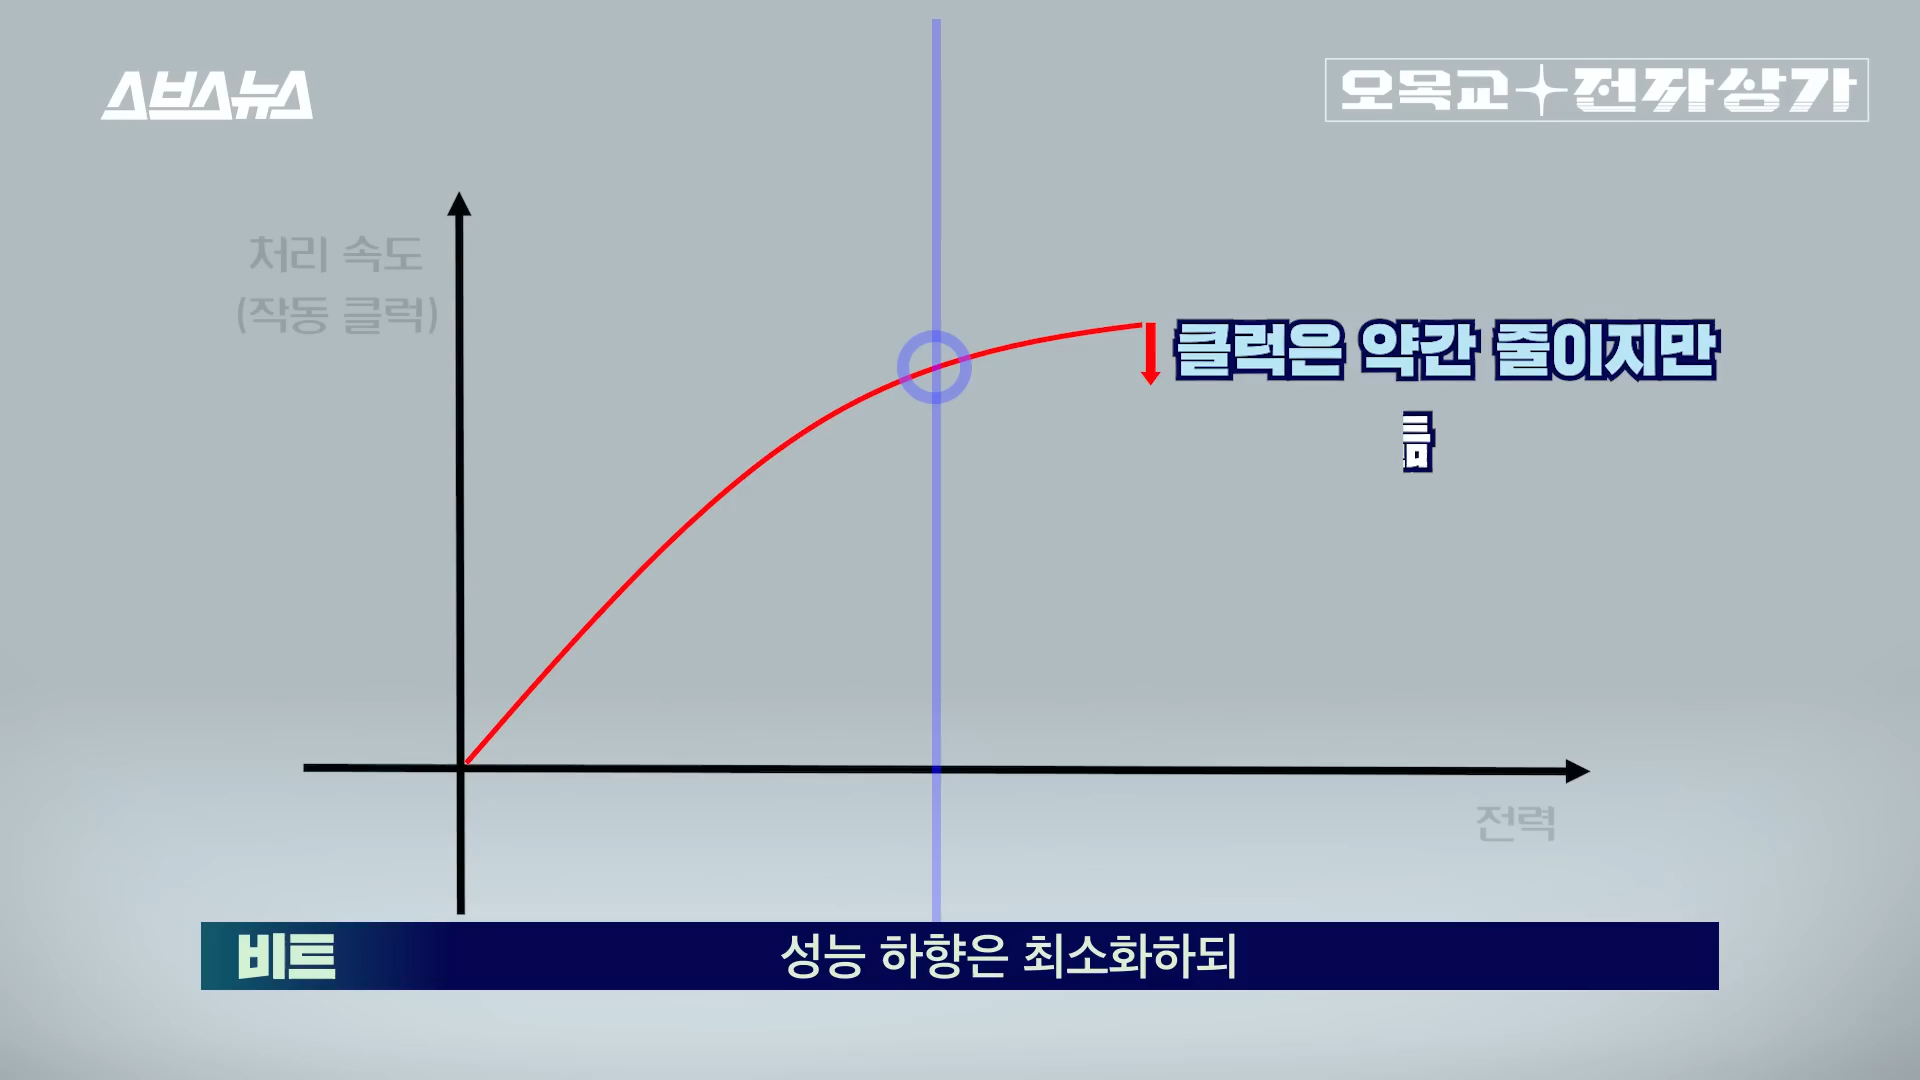 스브스뉴스
오목교 전자상가
처리 속도
(작동 클럭)
클럭은 약간 줄이지만
전력
비트
성능 하향은 최소화하되